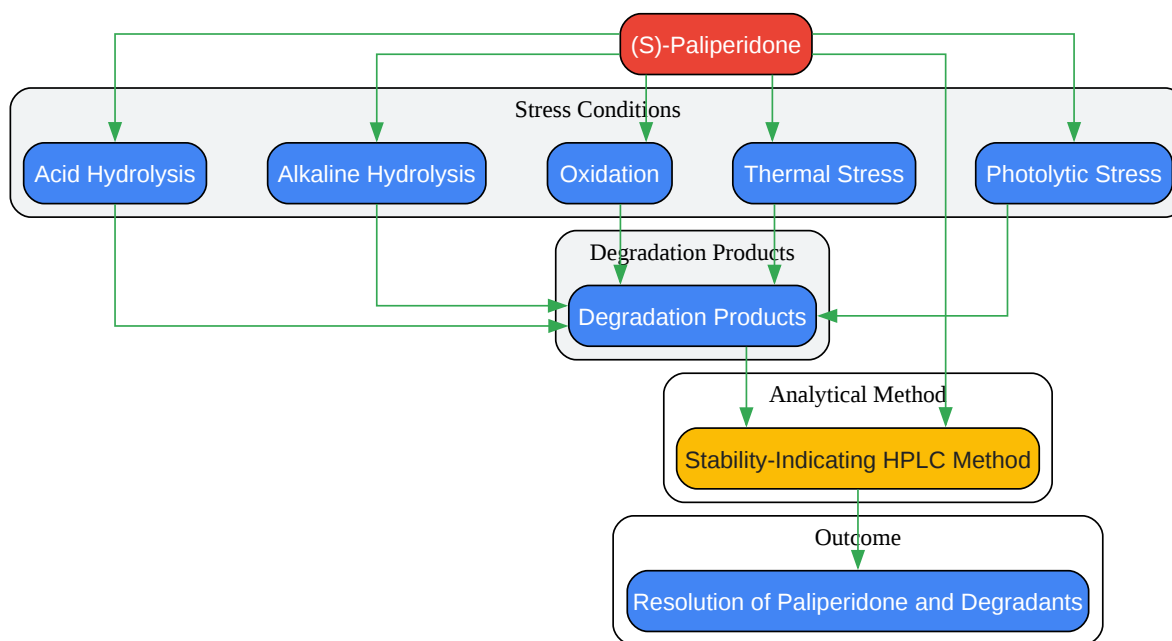 (S)-Paliperidone
Stress Conditions
Acid Hydrolysis
Alkaline Hydrolysis
Oxidation
Thermal Stress
Photolytic Stress
Degradation Products
Degradation Products
Analytical Method
Stability-Indicating HPLC Method
Outcome
Resolution of Paliperidone and Degradants